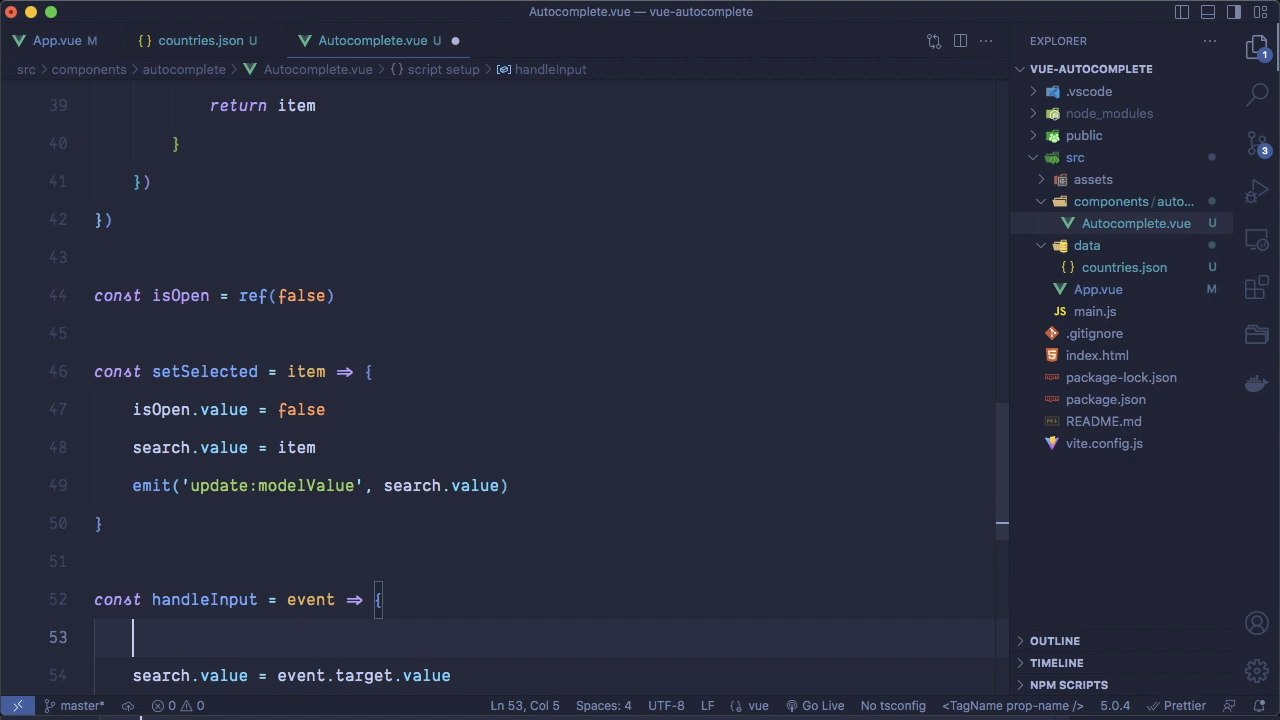 Autocomplete.vue — vue-autocomplete
App.vue M
{} countries.json U
Autocomplete.vue U
src > components > autocomplete > Autocomplete.vue > {} script setup > handleInput
39 return item
40 }
41 })
42 })
43
44 const isOpen = ref(false)
45
46 const setSelected = item => {
47 isOpen.value = false
48 search.value = item
49 emit('update:modelValue', search.value)
50 }
51
52 const handleInput = event => {
53
54 search.value = event.target.value
EXPLORER
VUE-AUTOCOMPLETE
.vscode
node_modules
public
src
assets
components / auto...
Autocomplete.vue U
data
{} countries.json U
App.vue M
JS main.js
.gitignore
index.html
package-lock.json
package.json
README.md
vite.config.js
OUTLINE
TIMELINE
NPM SCRIPTS
1
3
master* 0 0 Ln 53, Col 5 Spaces: 4 UTF-8 LF {} vue Go Live No tsconfig <TagName prop-name /> 5.0.4 Prettier